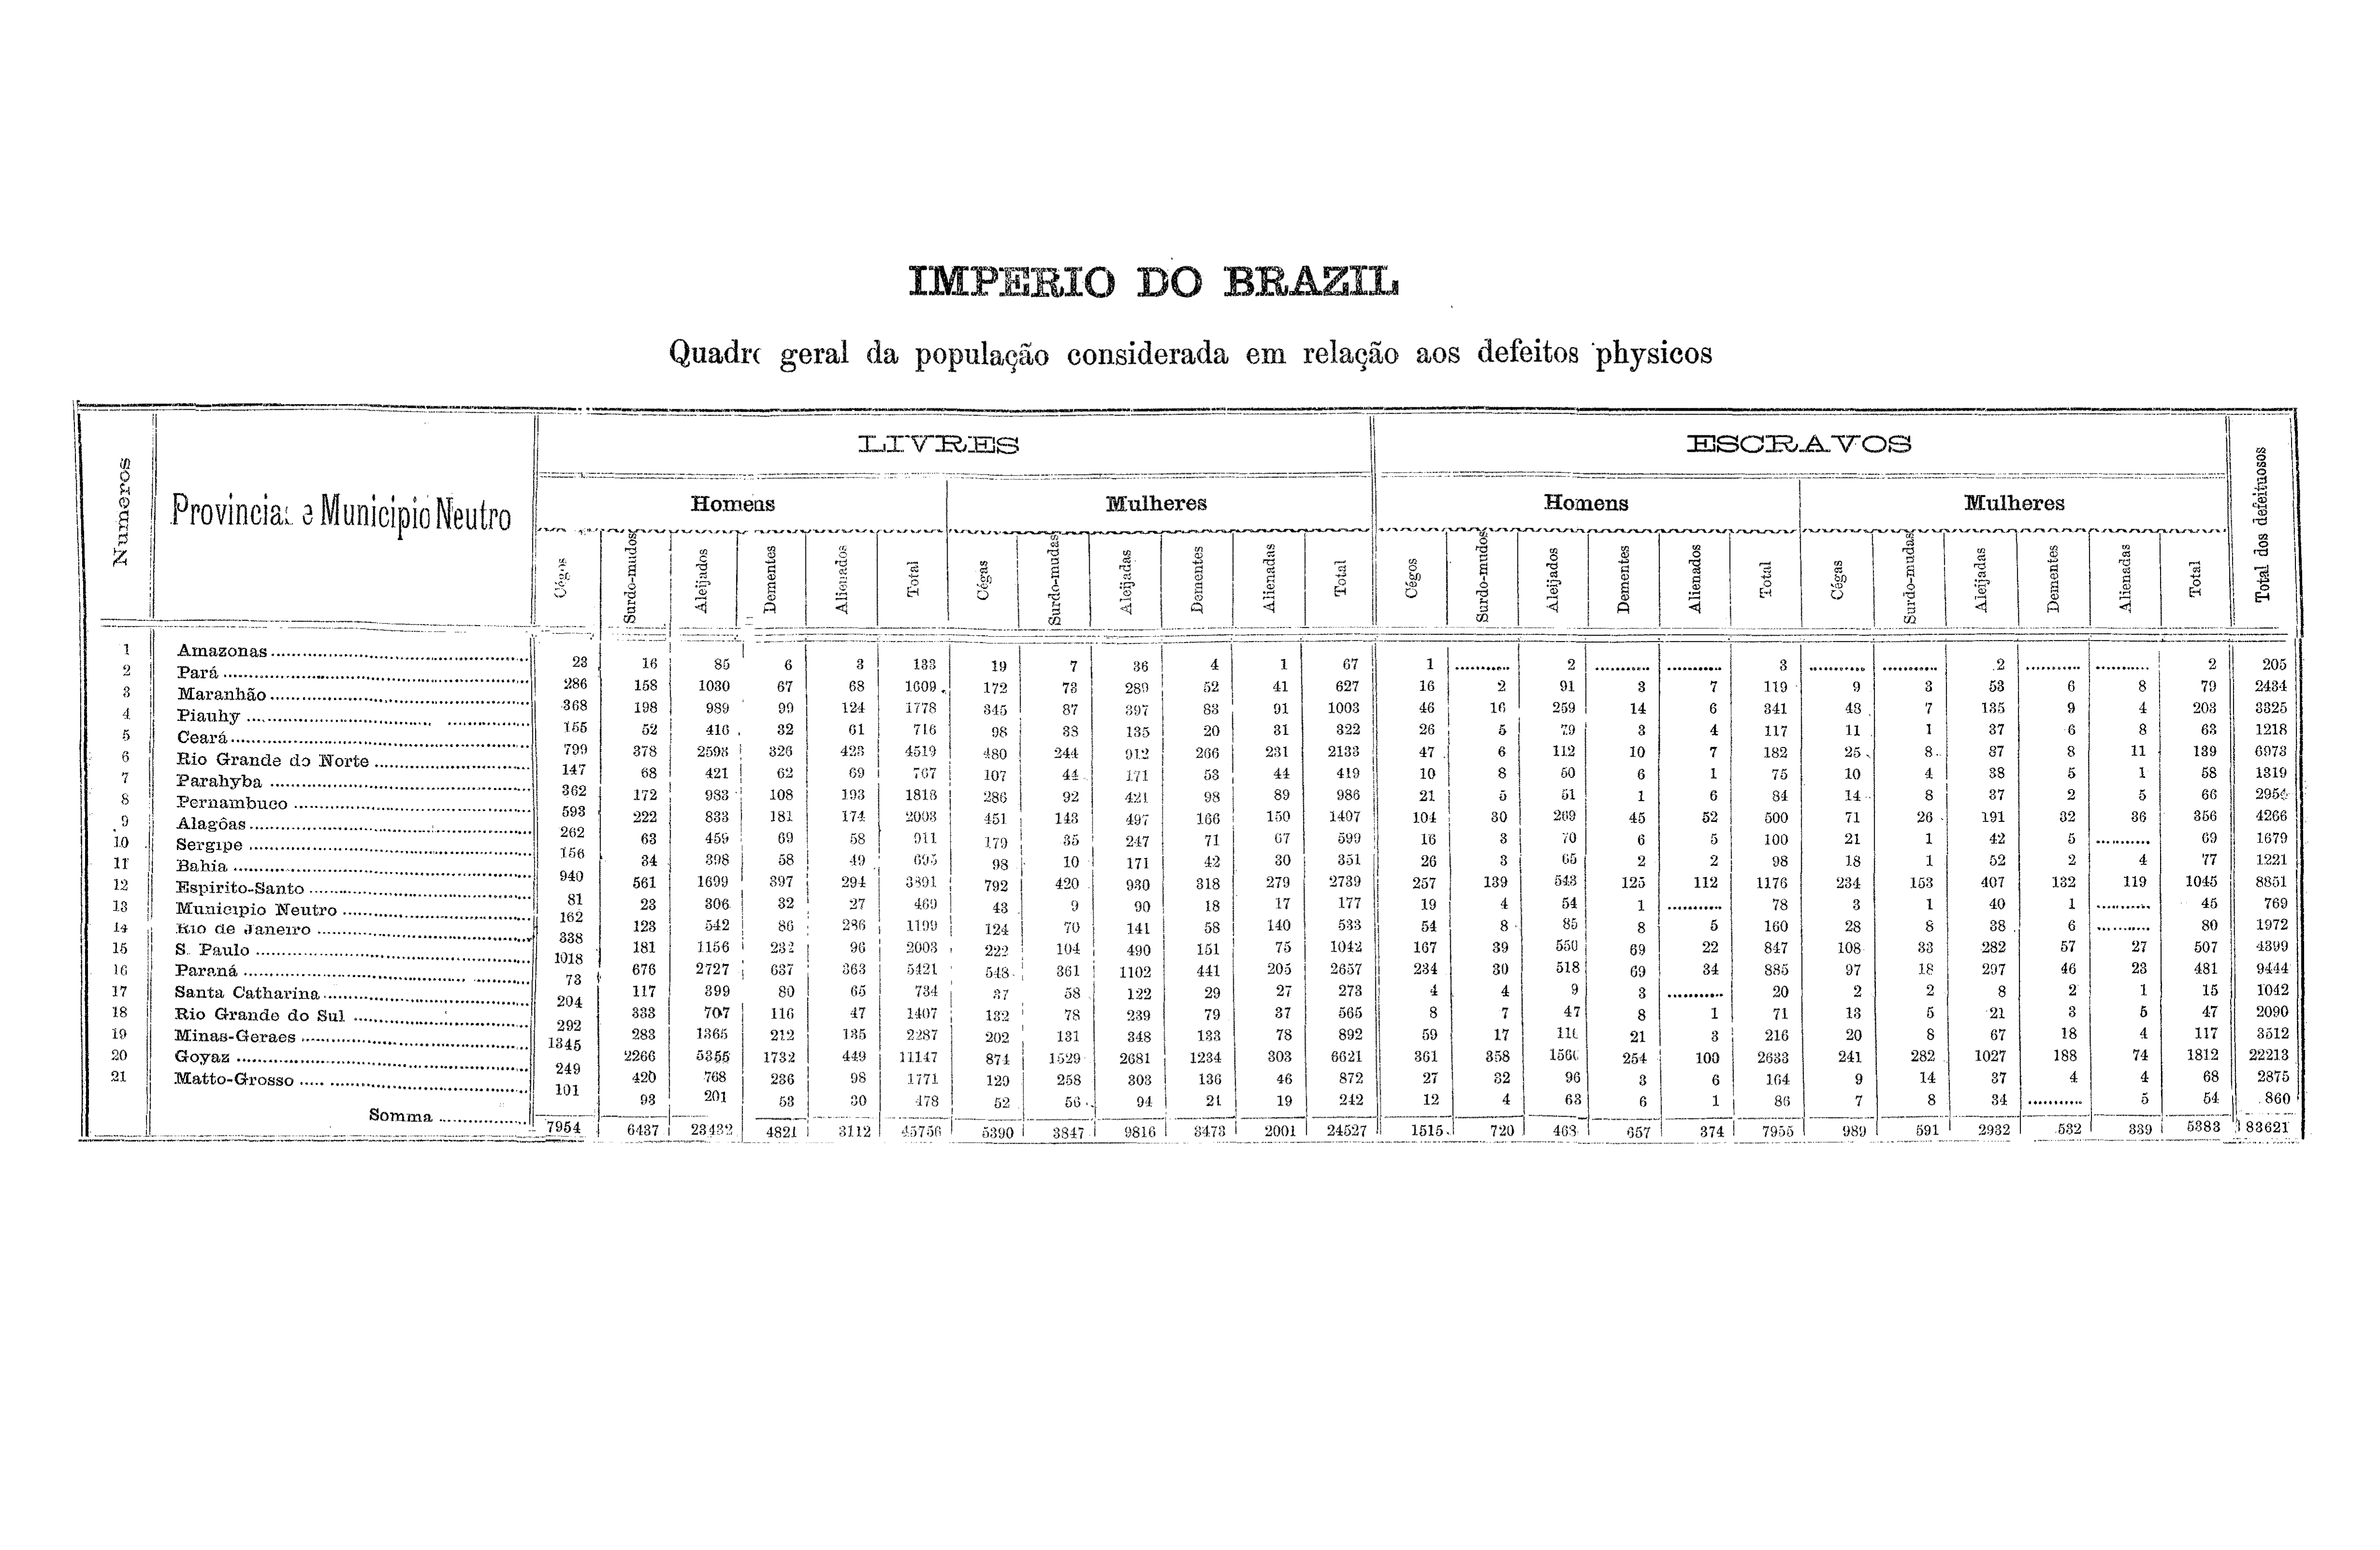 IMPERIO DO BRAZIL
Quadro geral da população considerada em relação aos defeitos physicos
Numeros
Provincias e Municipio Neutro
LIVRES
ESCRAVOS
Total dos defeituosos
Homens
Mulheres
Homens
Mulheres
Cégos Surdo-mudos Aleijados Dementes Alienados Total Cégas Surdo-mudas Aleijadas Dementes Alienadas Total Cégos Surdo-mudos Aleijados Dementes Alienados Total Cégas Surdo-mudas Aleijadas Dementes Alienadas Total
1 Amazonas 23 16 85 6 3 133 19 7 36 4 1 67 1 .......... 2 .......... .......... 3 .......... .......... 2 .......... .......... 2 205
2 Pará 286 158 1030 67 68 1609 172 73 289 52 41 627 16 2 91 3 7 119 9 3 53 6 8 79 2434
3 Maranhão 368 198 989 99 124 1778 345 87 397 83 91 1003 46 16 259 14 6 341 48 7 135 9 4 203 3325
4 Piauhy 155 52 416 32 61 716 98 38 135 20 31 322 26 5 79 3 4 117 11 1 37 6 8 63 1218
5 Ceará 799 378 2593 326 423 4519 480 244 912 266 231 2133 47 6 112 10 7 182 25 8 87 8 11 139 6973
6 Rio Grande do Norte 147 68 421 62 69 767 107 44 171 53 44 419 10 8 50 6 1 75 10 4 38 5 1 58 1319
7 Parahyba 362 172 983 108 193 1818 286 92 421 98 89 986 21 5 51 1 6 84 14 8 37 2 5 66 2954
8 Pernambuco 593 222 833 181 174 2003 451 143 497 166 150 1407 104 30 269 45 52 500 71 26 191 32 36 356 4266
9 Alagôas 262 63 459 69 58 911 179 35 247 71 67 599 16 3 70 6 5 100 21 1 42 5 .......... 69 1679
10 Sergipe 156 34 398 58 49 695 98 10 171 42 30 351 26 3 65 2 2 98 18 1 52 2 4 77 1221
11 Bahia 940 561 1699 397 294 3891 792 420 930 318 279 2739 257 139 543 125 112 1176 234 153 407 132 119 1045 8851
12 Espirito-Santo 81 23 306 32 27 469 43 9 90 18 17 177 19 4 54 1 .......... 78 3 1 40 1 .......... 45 769
13 Municipio Neutro 162 123 542 86 286 1199 124 70 141 58 140 533 54 8 85 8 5 160 28 8 38 6 .......... 80 1972
14 Rio de Janeiro 338 181 1156 232 96 2003 222 104 490 151 75 1042 167 39 550 69 22 847 108 33 282 57 27 507 4399
15 S. Paulo 1018 676 2727 637 363 5421 548 361 1102 441 205 2657 234 30 518 69 34 885 97 18 297 46 23 481 9444
16 Paraná 73 117 399 80 65 734 37 58 122 29 27 273 4 4 9 3 .......... 20 2 2 8 2 1 15 1042
17 Santa Catharina 204 333 707 116 47 1407 132 78 239 79 37 565 8 7 47 8 1 71 13 5 21 3 5 47 2090
18 Rio Grande do Sul 292 283 1365 212 135 2287 202 131 348 133 78 892 59 17 116 21 3 216 20 8 67 18 4 117 3512
19 Minas-Geraes 1345 2266 5355 1732 449 11147 874 1529 2681 1234 303 6621 361 358 1560 254 100 2633 241 282 1027 188 74 1812 22213
20 Goyaz 249 420 768 236 98 1771 129 258 303 136 46 872 27 32 96 3 6 164 9 14 37 4 4 68 2875
21 Matto-Grosso 101 93 201 53 30 478 52 56 94 21 19 242 12 4 63 6 1 86 7 8 34 .......... 5 54 860
Somma 7954 6437 23432 4821 3112 45756 5390 3847 9816 3473 2001 24527 1515 720 468 657 374 7955 989 591 2932 532 339 5383 83621